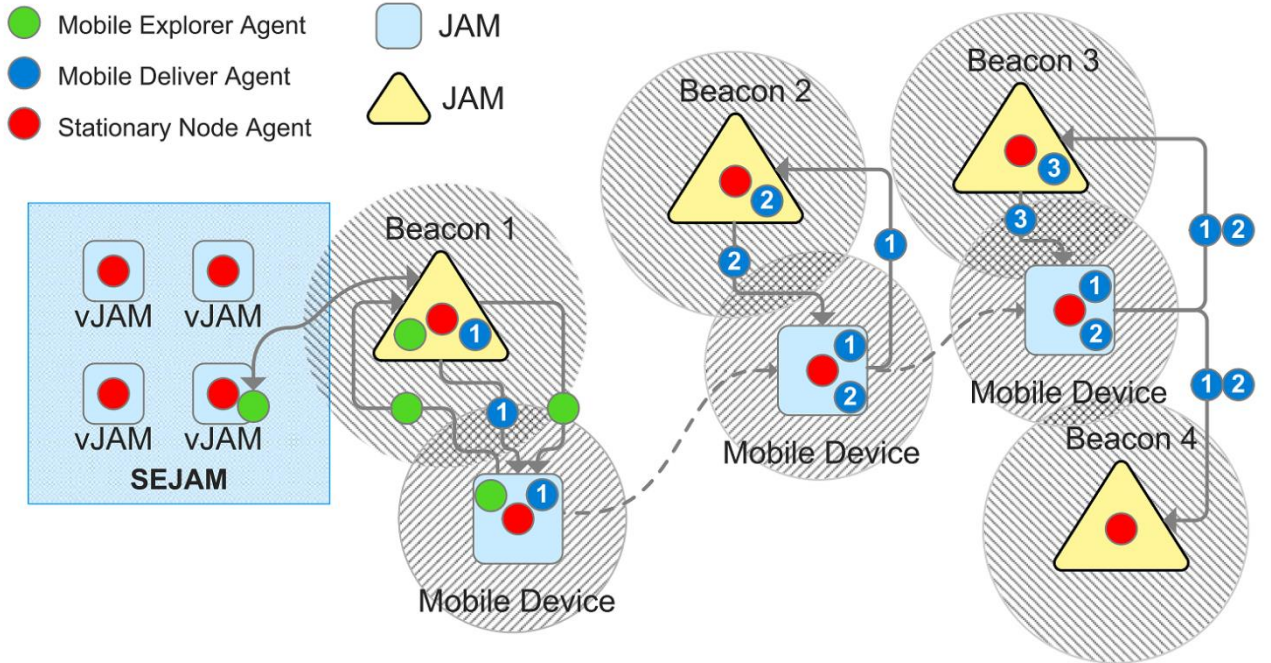 Mobile Explorer Agent
Mobile Deliver Agent
Stationary Node Agent
JAM
JAM
vJAM
vJAM
vJAM
vJAM
SEJAM
Beacon 1
1
1
1
Mobile Device
Beacon 2
2
2
1
1
2
Mobile Device
Beacon 3
3
3
1 2
1
2
Mobile Device
1 2
Beacon 4